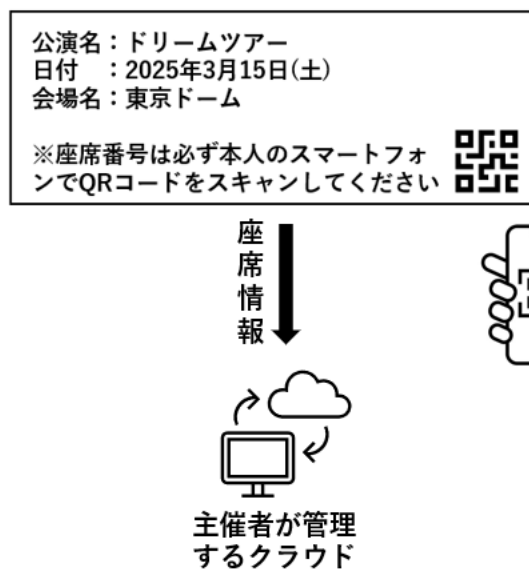 公演名：ドリームツアー
日付　：2025年3月15日(土)
会場名：東京ドーム
※座席番号は必ず本人のスマートフォ
ンでQRコードをスキャンしてください
座席情報
主催者が管理
するクラウド